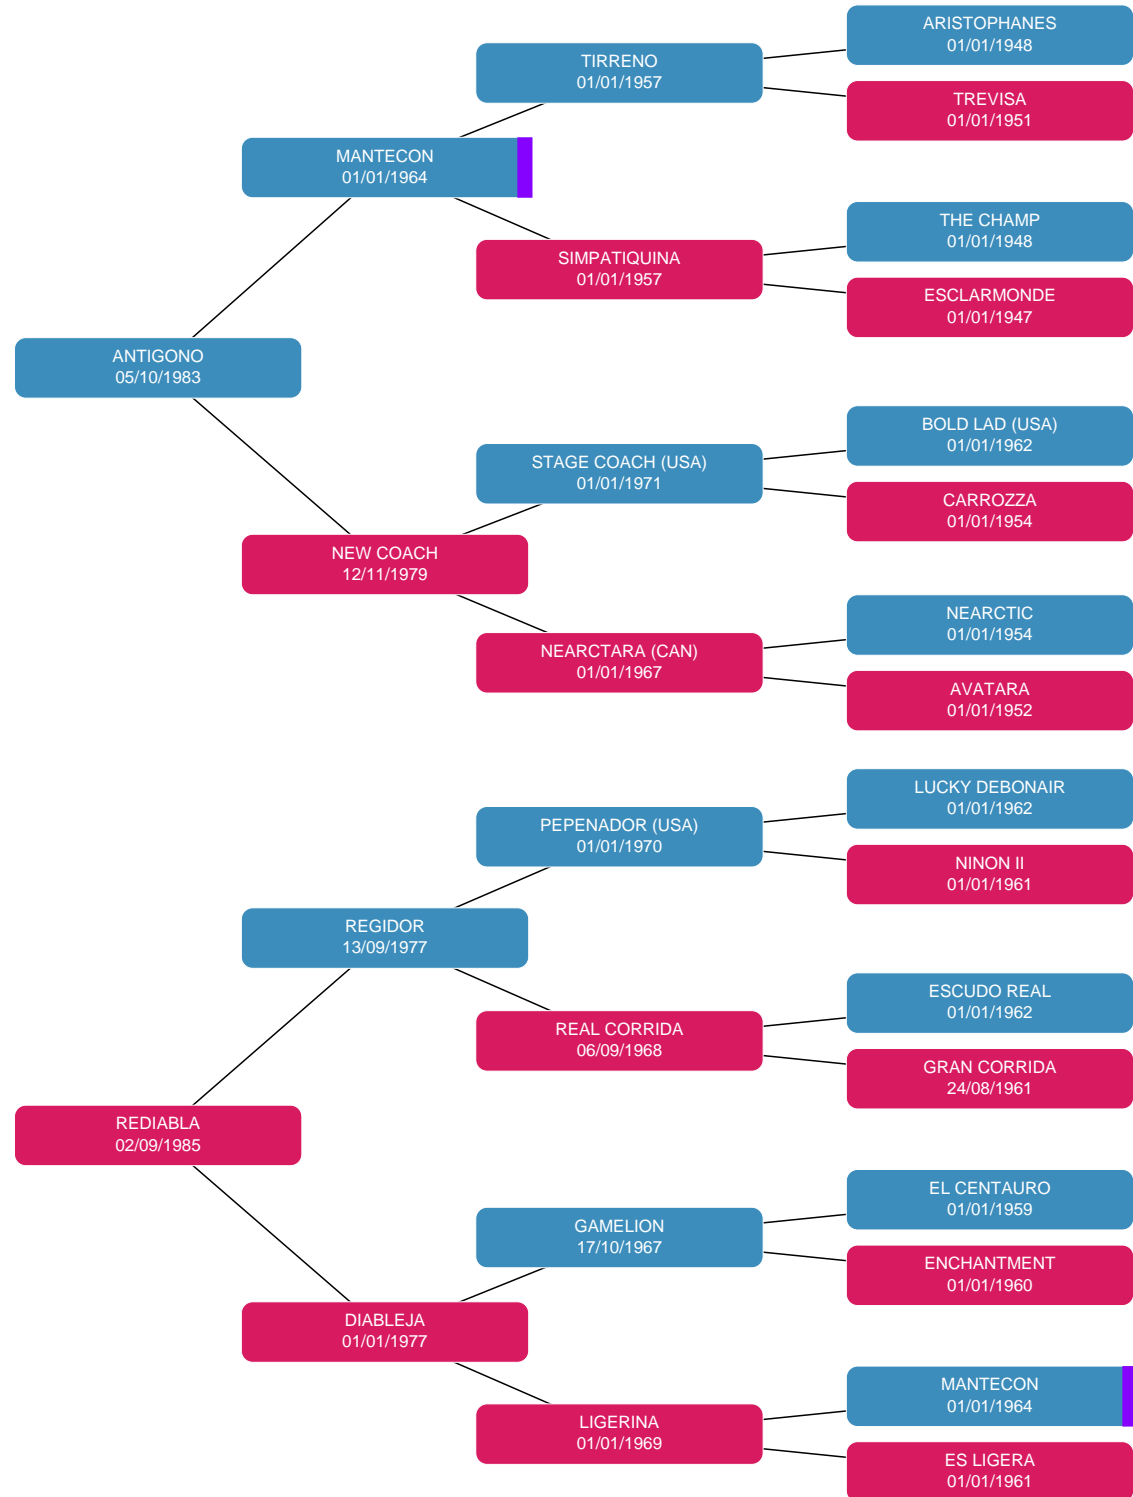 ARISTOPHANES
01/01/1948
TIRRENO
01/01/1957
TREVISA
01/01/1951
MANTECON
01/01/1964
THE CHAMP
01/01/1948
SIMPATIQUINA
01/01/1957
ESCLARMONDE
01/01/1947
ANTIGONO
05/10/1983
BOLD LAD (USA)
01/01/1962
STAGE COACH (USA)
01/01/1971
CARROZZA
01/01/1954
NEW COACH
12/11/1979
NEARCTIC
01/01/1954
NEARCTARA (CAN)
01/01/1967
AVATARA
01/01/1952
LUCKY DEBONAIR
01/01/1962
PEPENADOR (USA)
01/01/1970
NINON II
01/01/1961
REGIDOR
13/09/1977
ESCUDO REAL
01/01/1962
REAL CORRIDA
06/09/1968
GRAN CORRIDA
24/08/1961
REDIABLA
02/09/1985
EL CENTAURO
01/01/1959
GAMELION
17/10/1967
ENCHANTMENT
01/01/1960
DIABLEJA
01/01/1977
MANTECON
01/01/1964
LIGERINA
01/01/1969
ES LIGERA
01/01/1961